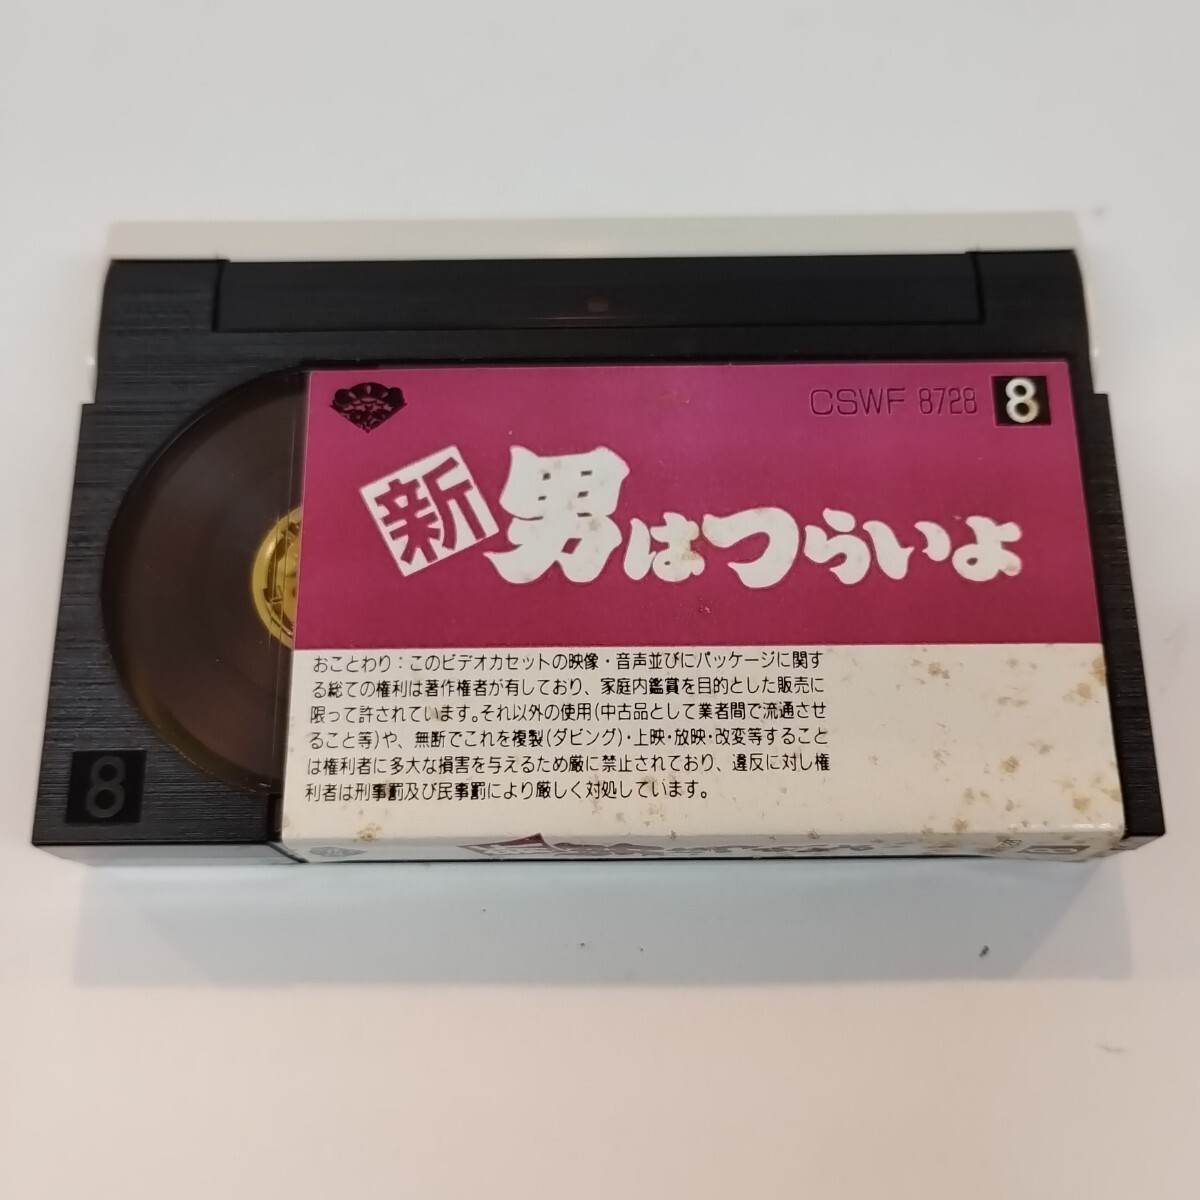 CSWF 8728 8
新 男はつらいよ
おことわり：このビデオカセットの映像・音声並びにパッケージに関す
る総ての権利は著作権者が有しており、家庭内鑑賞を目的とした販売に
限って許されています。それ以外の使用(中古品として業者間で流通させ
ること等)や、無断でこれを複製(ダビング)・上映・放映・改変等すること
は権利者に多大な損害を与えるため厳に禁止されており、違反に対し権
利者は刑事罰及び民事罰により厳しく対処しています。
8